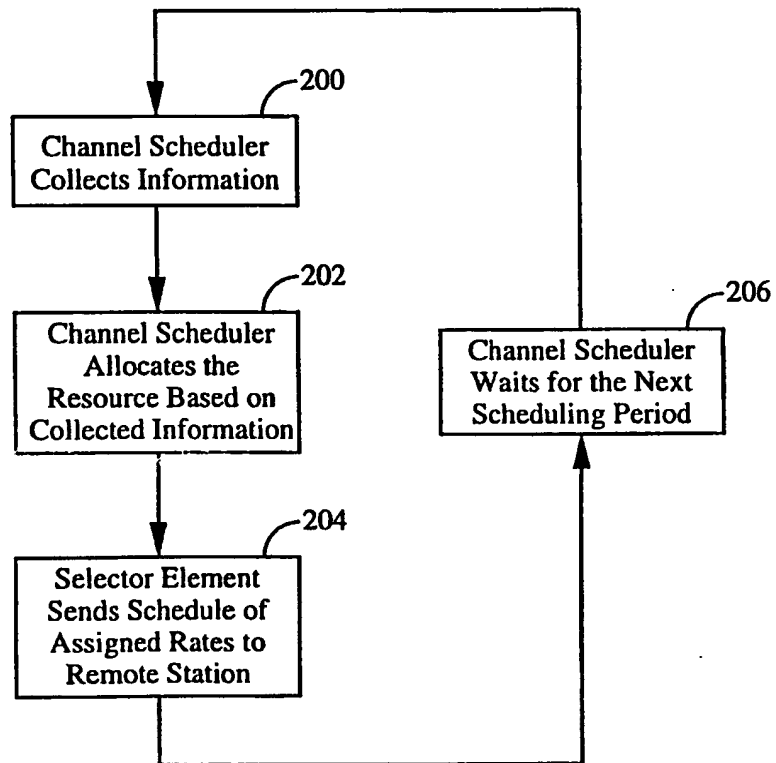 200
Channel Scheduler
Collects Information
202
Channel Scheduler
Allocates the
Resource Based on
Collected Information
204
Selector Element
Sends Schedule of
Assigned Rates to
Remote Station
206
Channel Scheduler
Waits for the Next
Scheduling Period